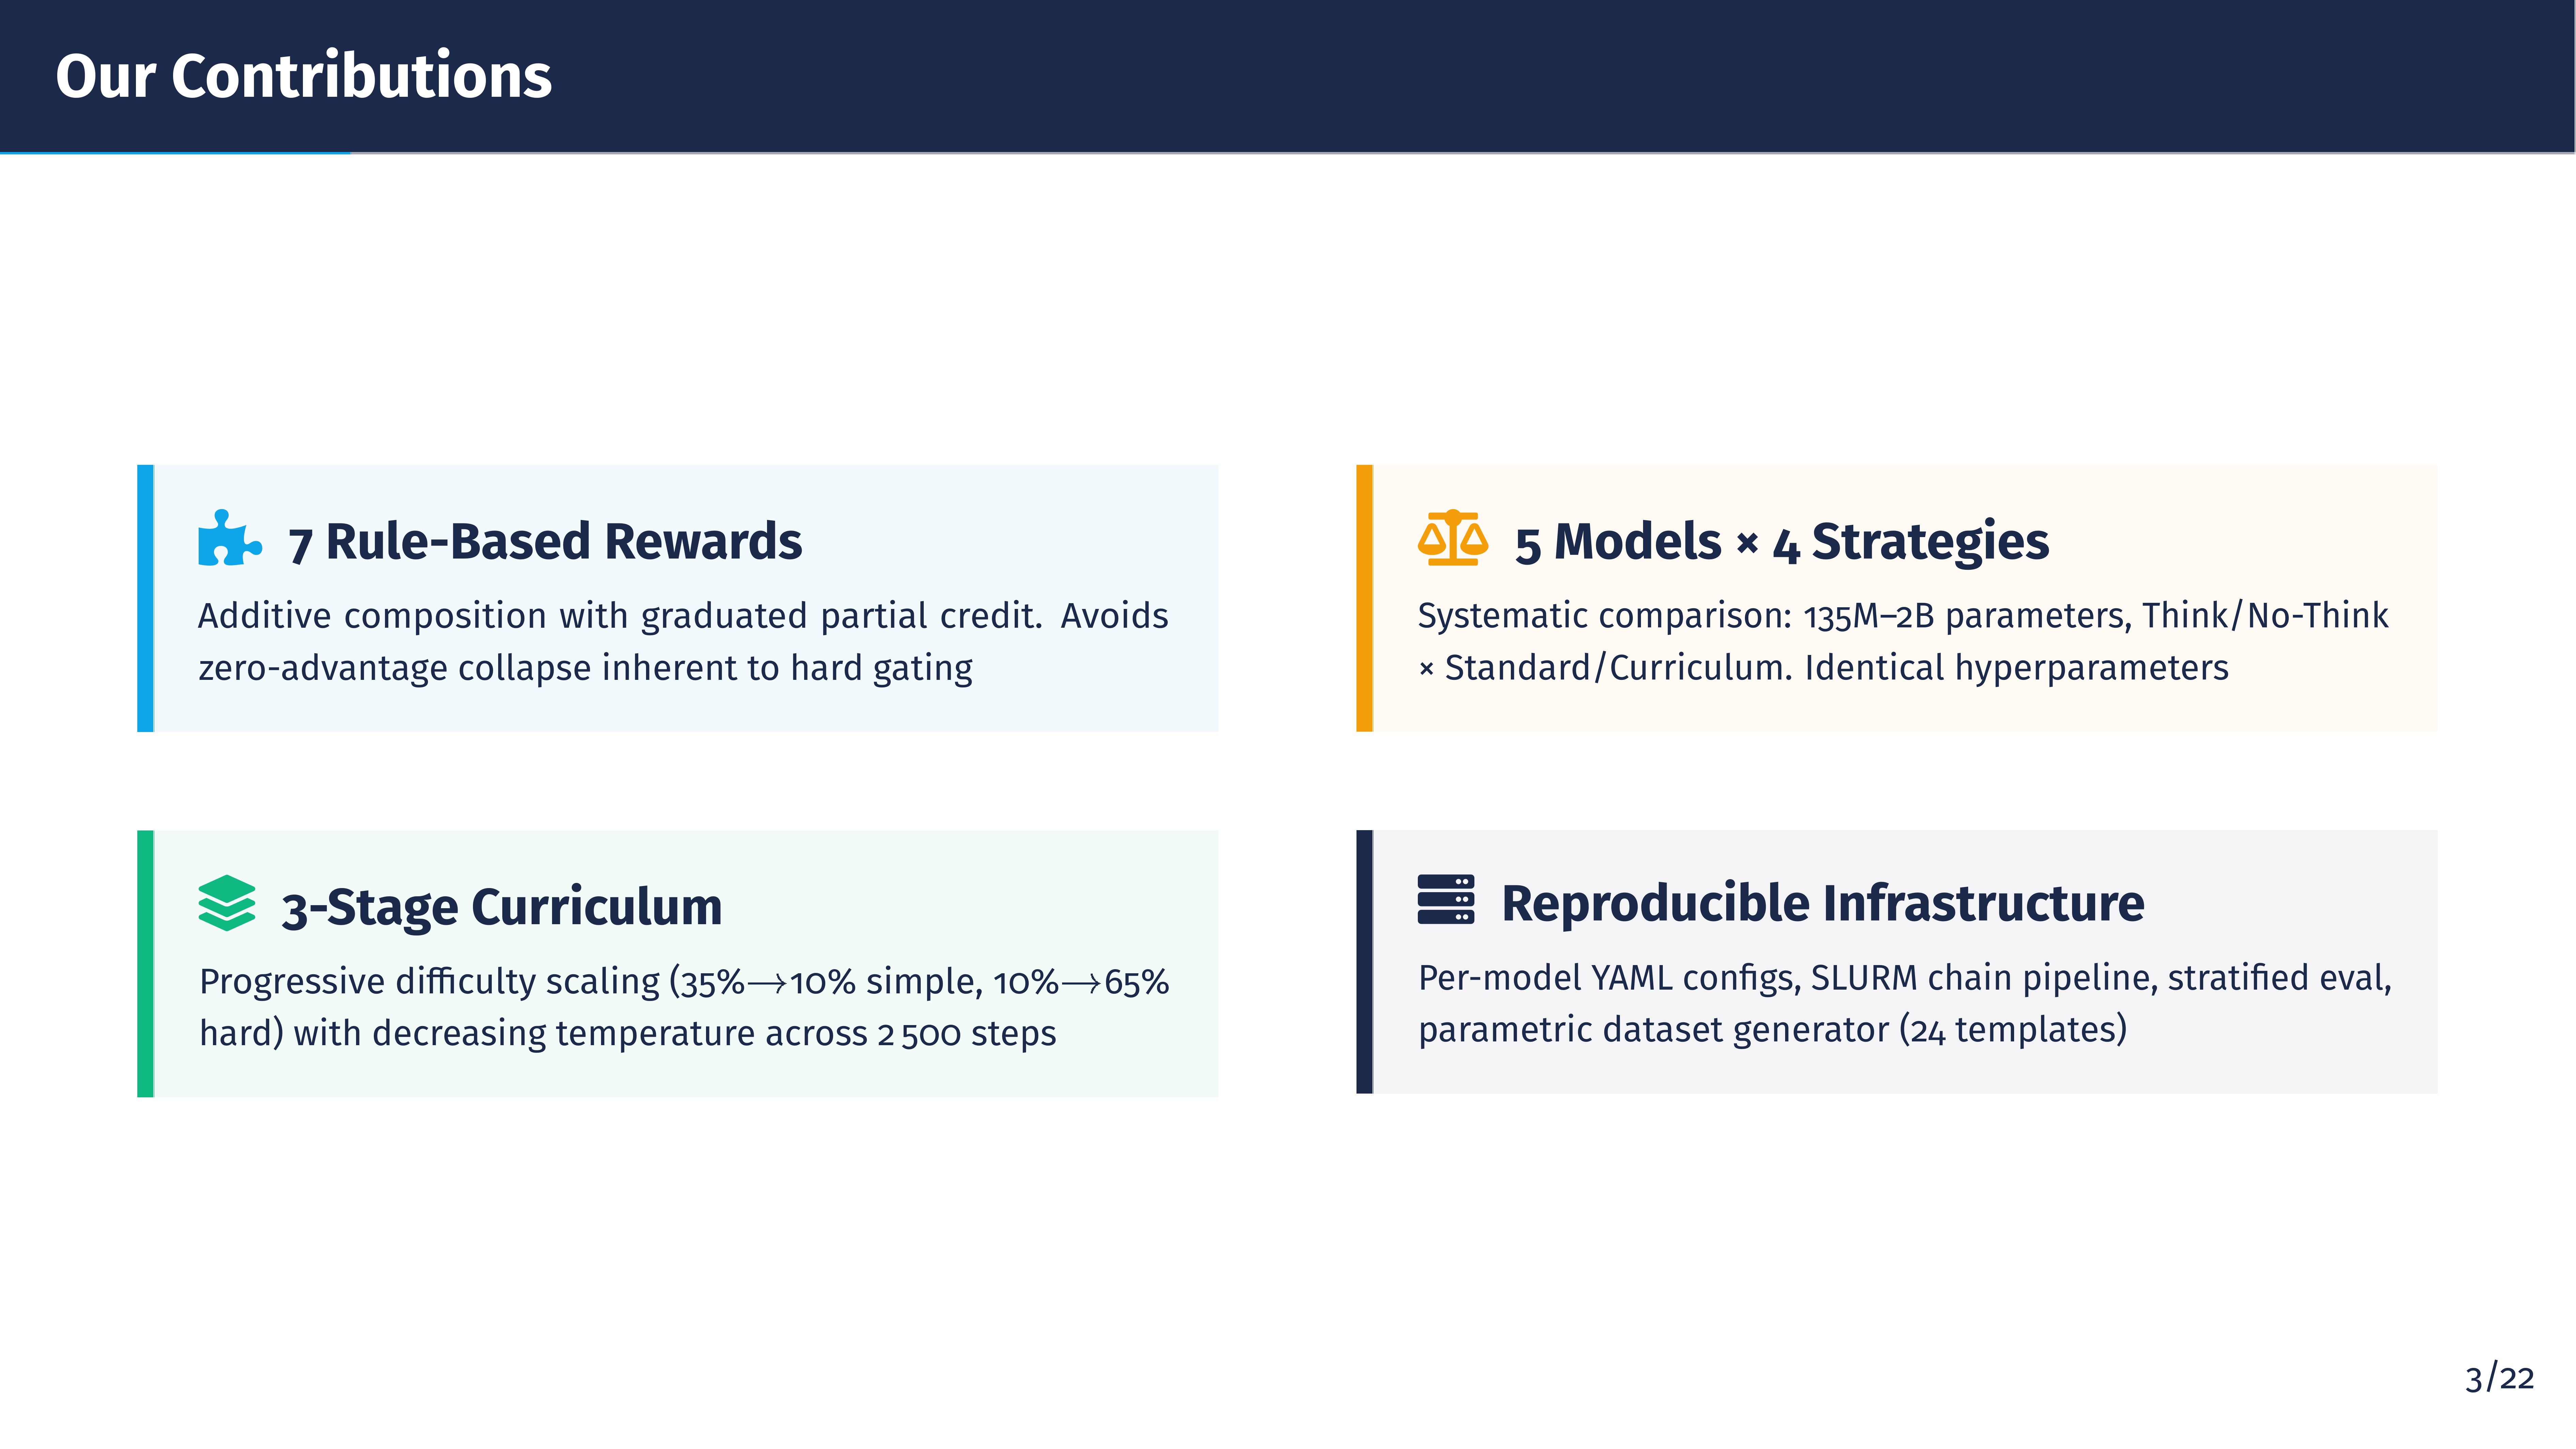 Our Contributions
7 Rule-Based Rewards
Additive composition with graduated partial credit. Avoids
zero-advantage collapse inherent to hard gating
5 Models × 4 Strategies
Systematic comparison: 135M–2B parameters, Think/No-Think
× Standard/Curriculum. Identical hyperparameters
3-Stage Curriculum
Progressive difficulty scaling (35%→10% simple, 10%→65%
hard) with decreasing temperature across 2 500 steps
Reproducible Infrastructure
Per-model YAML configs, SLURM chain pipeline, stratified eval,
parametric dataset generator (24 templates)
3/22